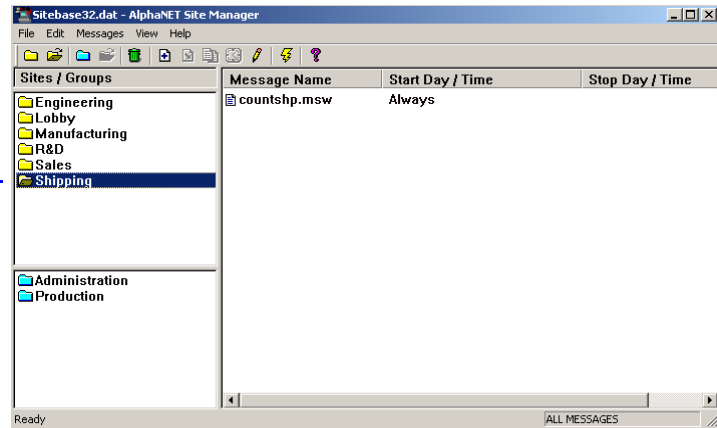 Sitebase32.dat - AlphaNET Site Manager
File Edit Messages View Help
Sites / Groups
Message Name Start Day / Time Stop Day / Time
Engineering
Lobby
Manufacturing
R&D
Sales
Shipping
countshp.msw Always
Administration
Production
Ready ALL MESSAGES